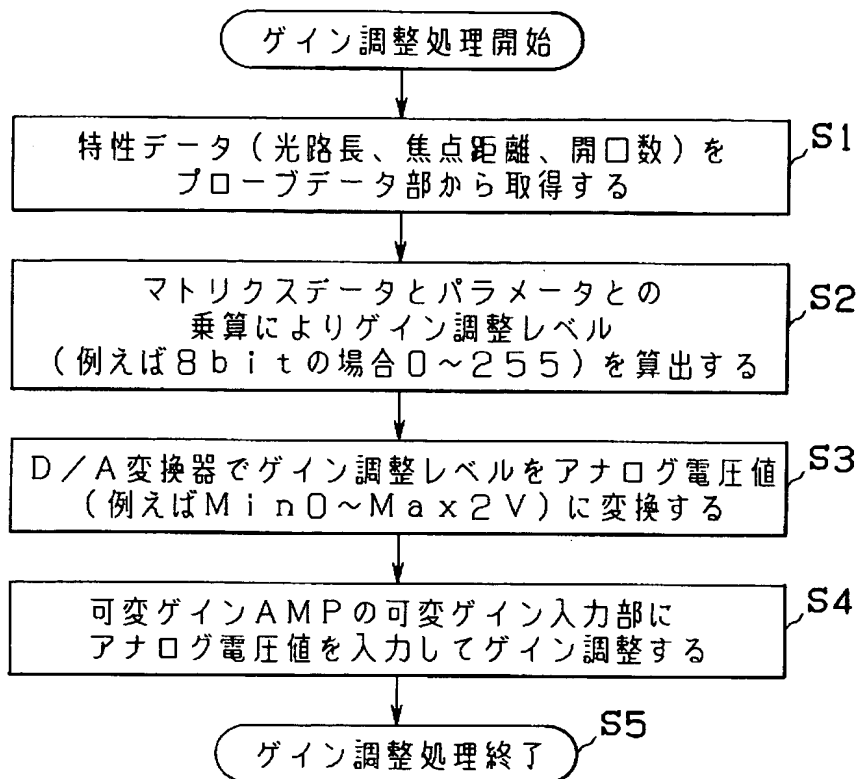 ゲイン調整処理開始
S1
特性データ（光路長、焦点距離、開口数）を
プローブデータ部から取得する
S2
マトリクスデータとパラメータとの
乗算によりゲイン調整レベル
（例えば8bitの場合0～255）を算出する
S3
D／A変換器でゲイン調整レベルをアナログ電圧値
（例えばMin0～Max2V）に変換する
S4
可変ゲインAMPの可変ゲイン入力部に
アナログ電圧値を入力してゲイン調整する
S5
ゲイン調整処理終了